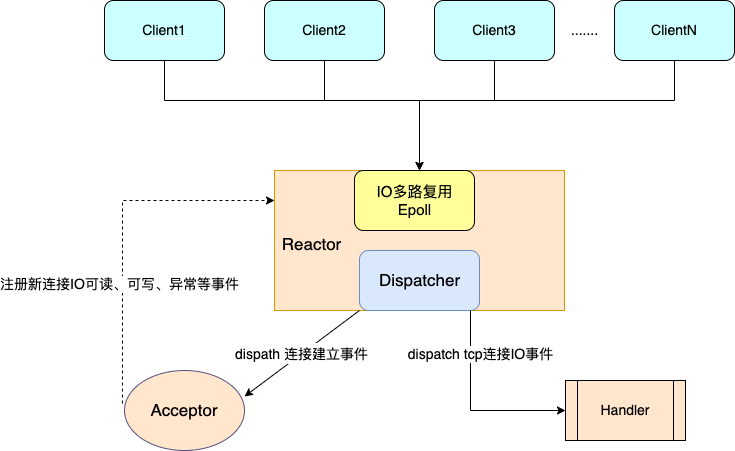 Client1
Client2
Client3
.......
ClientN
IO多路复用
Epoll
Reactor
Dispatcher
注册新连接IO可读、可写、异常等事件
dispath 连接建立事件
dispatch tcp连接IO事件
Acceptor
Handler